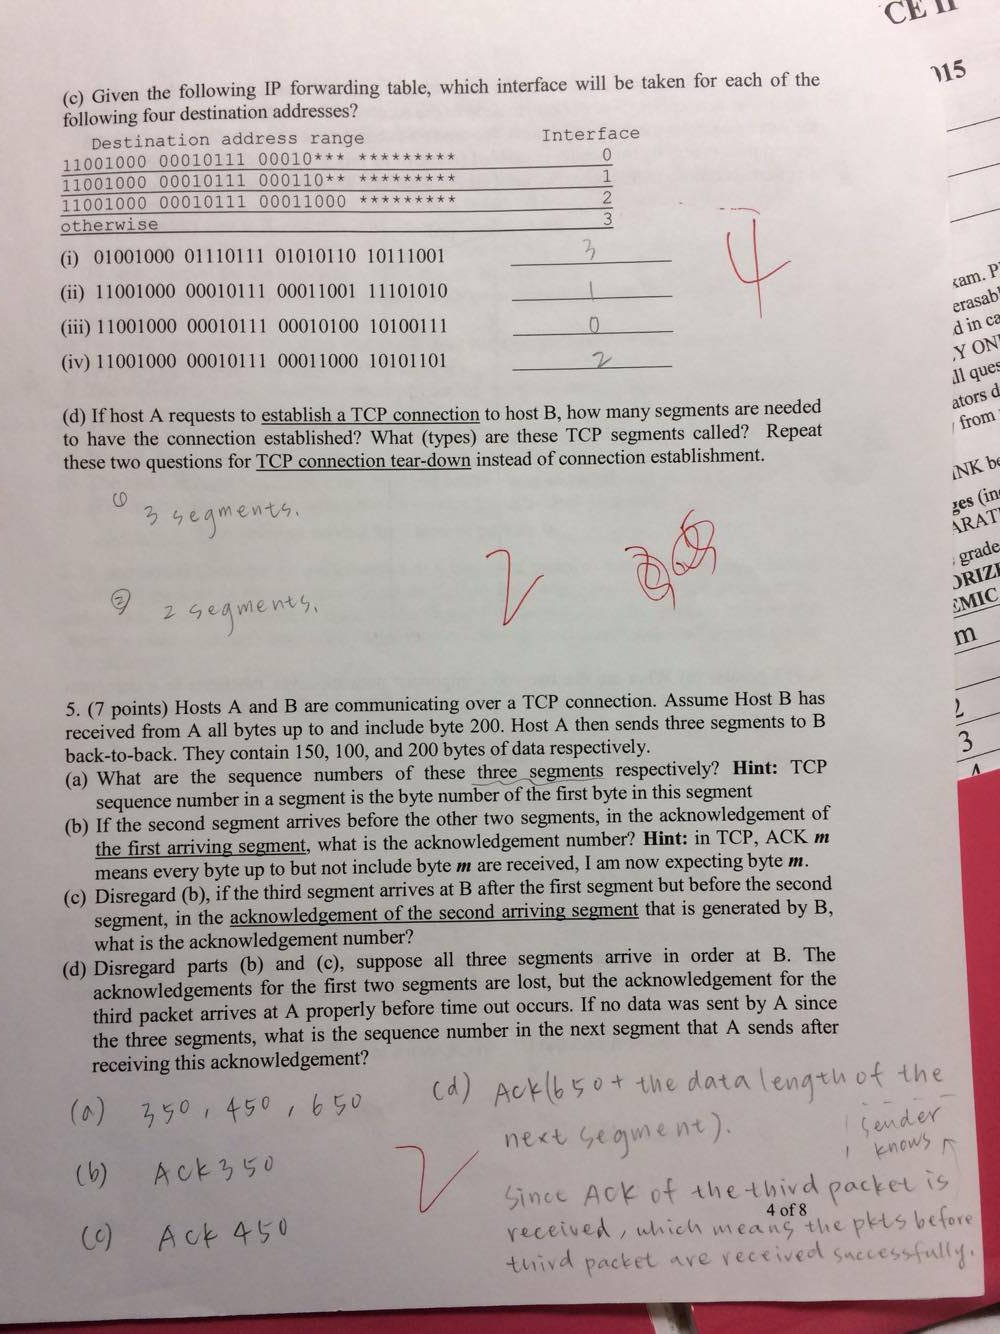 CE II
015
(c) Given the following IP forwarding table, which interface will be taken for each of the
following four destination addresses?
Destination address range Interface
11001000 00010111 00010*** ********* 0
11001000 00010111 000110** ********* 1
11001000 00010111 00011000 ********* 2
otherwise 3
(i) 01001000 01110111 01010110 10111001 3
4
(ii) 11001000 00010111 00011001 11101010 1
(iii) 11001000 00010111 00010100 10100111 0
(iv) 11001000 00010111 00011000 10101101 2
(d) If host A requests to establish a TCP connection to host B, how many segments are needed
to have the connection established? What (types) are these TCP segments called? Repeat
these two questions for TCP connection tear-down instead of connection establishment.
① 3 segments.
2
② 2 segments.
5. (7 points) Hosts A and B are communicating over a TCP connection. Assume Host B has
received from A all bytes up to and include byte 200. Host A then sends three segments to B
back-to-back. They contain 150, 100, and 200 bytes of data respectively.
(a) What are the sequence numbers of these three segments respectively? Hint: TCP
sequence number in a segment is the byte number of the first byte in this segment
(b) If the second segment arrives before the other two segments, in the acknowledgement of
the first arriving segment, what is the acknowledgement number? Hint: in TCP, ACK m
means every byte up to but not include byte m are received, I am now expecting byte m.
(c) Disregard (b), if the third segment arrives at B after the first segment but before the second
segment, in the acknowledgement of the second arriving segment that is generated by B,
what is the acknowledgement number?
(d) Disregard parts (b) and (c), suppose all three segments arrive in order at B. The
acknowledgements for the first two segments are lost, but the acknowledgement for the
third packet arrives at A properly before time out occurs. If no data was sent by A since
the three segments, what is the sequence number in the next segment that A sends after
receiving this acknowledgement?
(a) 350, 450, 650
(b) Ack 350
(c) Ack 450
2
(d) Ack(650+ the data length of the
next segment).
sender
knows
Since ACK of the third packet is
4 of 8
received, which means the pkts before
third packet are received successfully.
xam. P
erasabl
d in ca
Y ON
ll ques
ators d
from
INK be
ges (in
ARAT
grade
ORIZE
EMIC
m
2
3
4